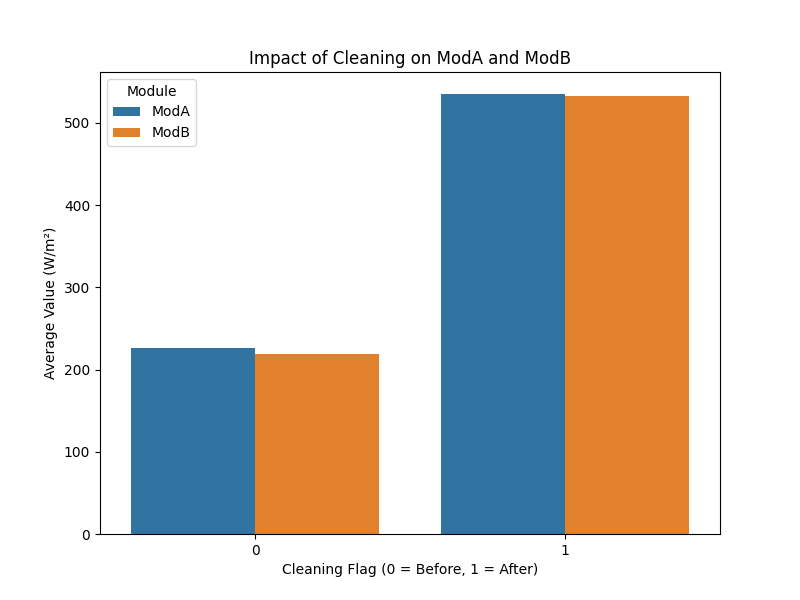 Impact of Cleaning on ModA and ModB
Module
ModA
ModB
Average Value (W/m²)
500
400
300
200
100
0
0
1
Cleaning Flag (0 = Before, 1 = After)